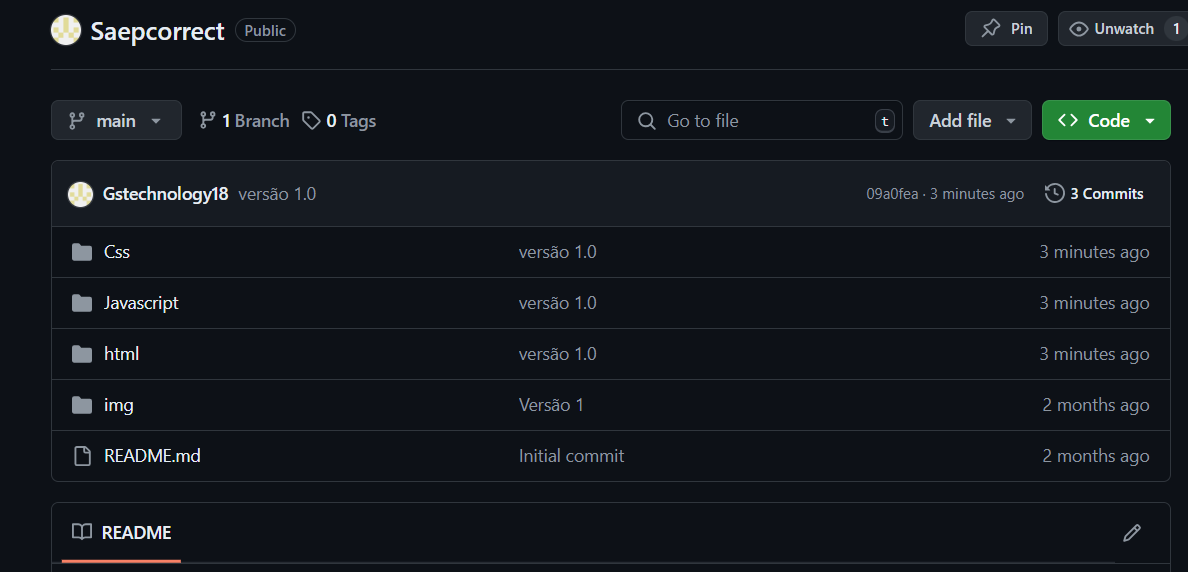 Saepcorrect Public Pin Unwatch 1
main 1 Branch 0 Tags Go to file t Add file Code
Gstechnology18 versão 1.0 09a0fea · 3 minutes ago 3 Commits
Css versão 1.0 3 minutes ago
Javascript versão 1.0 3 minutes ago
html versão 1.0 3 minutes ago
img Versão 1 2 months ago
README.md Initial commit 2 months ago
README